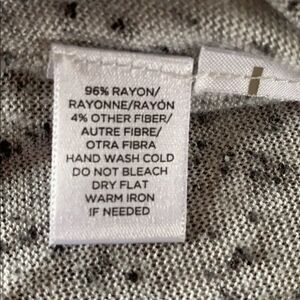 96% RAYON/
RAYONNE/RAYÓN
4% OTHER FIBER/
AUTRE FIBRE/
OTRA FIBRA
HAND WASH COLD
DO NOT BLEACH
DRY FLAT
WARM IRON
IF NEEDED